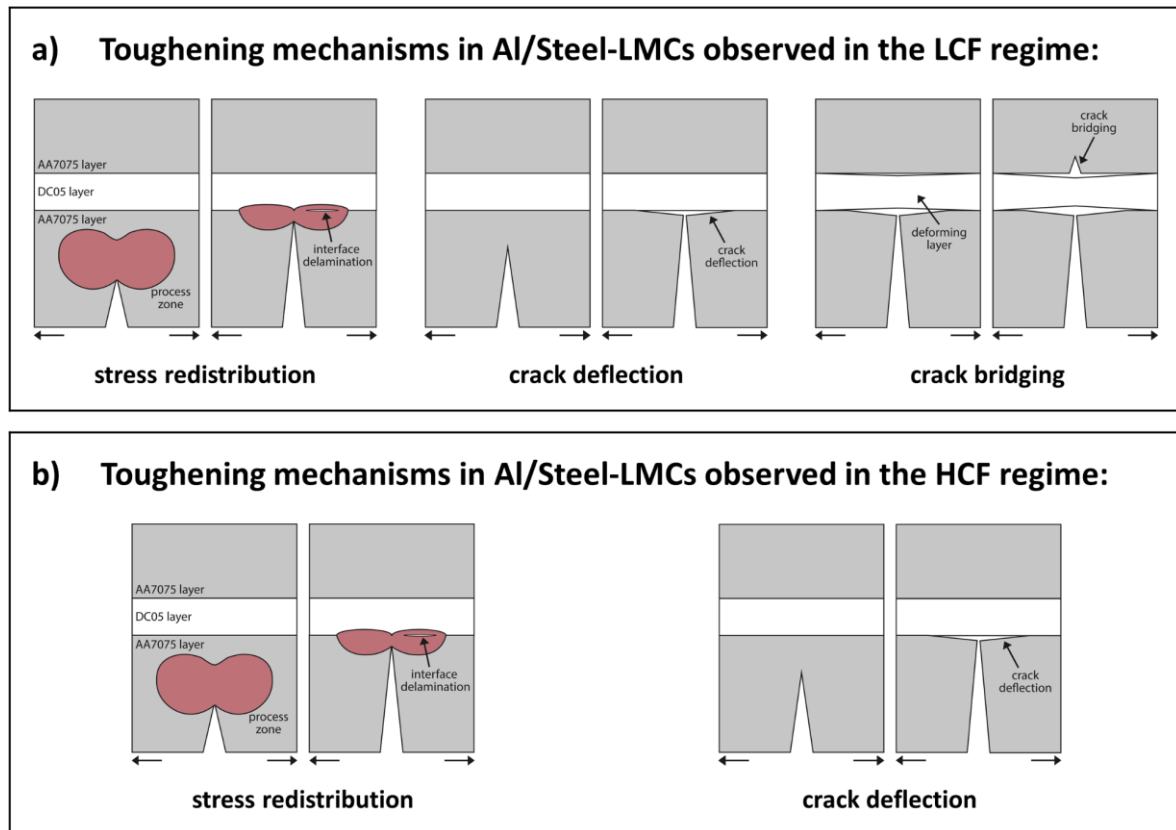 a) Toughening mechanisms in Al/Steel-LMCs observed in the LCF regime:
AA7075 layer
DC05 layer
AA7075 layer
process
zone
interface
delamination
stress redistribution
crack
deflection
crack deflection
deforming
layer
crack
bridging
crack bridging
b) Toughening mechanisms in Al/Steel-LMCs observed in the HCF regime:
AA7075 layer
DC05 layer
AA7075 layer
process
zone
interface
delamination
stress redistribution
crack
deflection
crack deflection